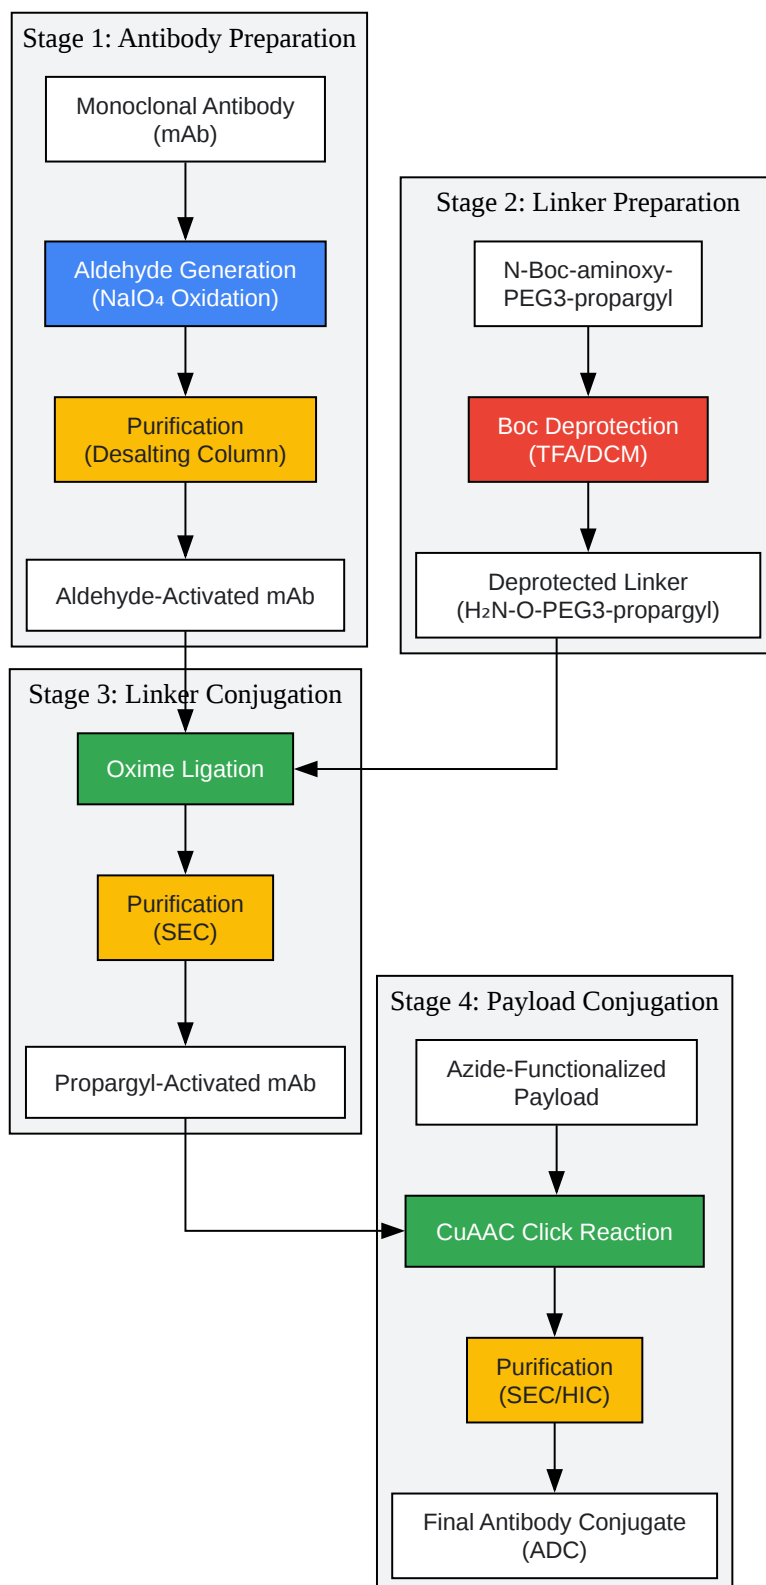 Stage 1: Antibody Preparation
Monoclonal Antibody
(mAb)
Aldehyde Generation
(NaIO₄ Oxidation)
Purification
(Desalting Column)
Aldehyde-Activated mAb
Stage 2: Linker Preparation
N-Boc-aminoxy-
PEG3-propargyl
Boc Deprotection
(TFA/DCM)
Deprotected Linker
(H₂N-O-PEG3-propargyl)
Stage 3: Linker Conjugation
Oxime Ligation
Purification
(SEC)
Propargyl-Activated mAb
Stage 4: Payload Conjugation
Azide-Functionalized
Payload
CuAAC Click Reaction
Purification
(SEC/HIC)
Final Antibody Conjugate
(ADC)